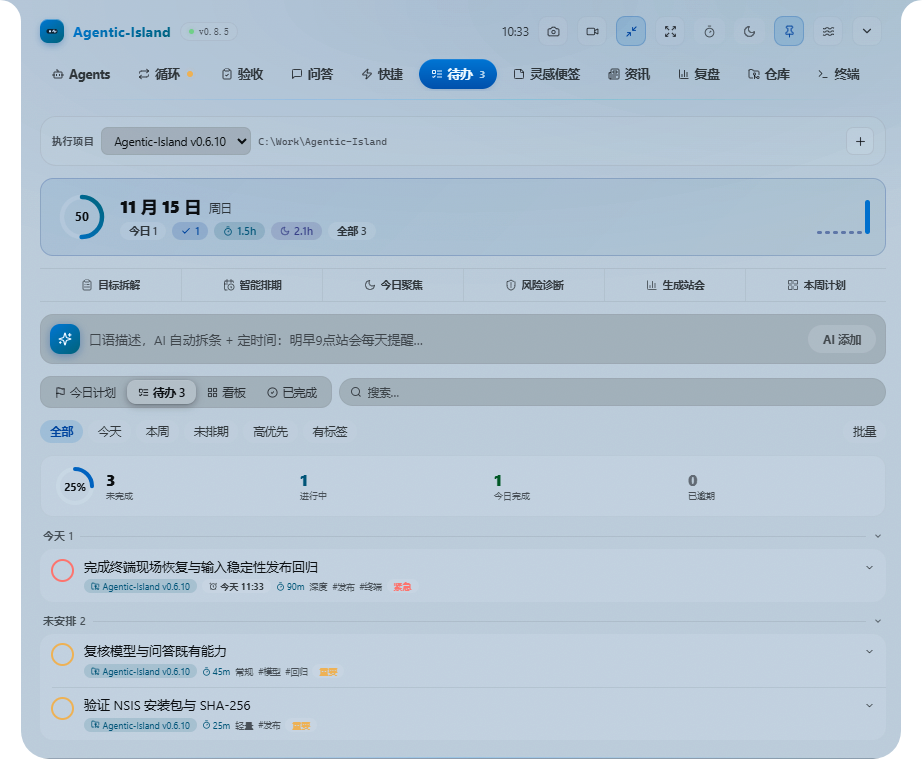 Agentic-Island v0.8.5 10:33
Agents 循环 验收 问答 快捷 待办 3 灵感便签 资讯 复盘 仓库 终端
执行项目 Agentic-Island v0.6.10 C:\Work\Agentic-Island
50 11 月 15 日 周日
今日 1 1 1.5h 2.1h 全部 3
目标拆解 智能排期 今日聚焦 风险诊断 生成站会 本周计划
口语描述，AI 自动拆条 + 定时间：明早9点站会每天提醒... AI 添加
今日计划 待办 3 看板 已完成 搜索...
全部 今天 本周 未排期 高优先 有标签 批量
25% 3 1 1 0
未完成 进行中 今日完成 已逾期
今天 1
完成终端现场恢复与输入稳定性发布回归
Agentic-Island v0.6.10 今天 11:33 90m 深度 #发布 #终端 紧急
未安排 2
复核模型与问答既有能力
Agentic-Island v0.6.10 45m 常规 #模型 #回归 重要
验证 NSIS 安装包与 SHA-256
Agentic-Island v0.6.10 25m 轻量 #发布 重要